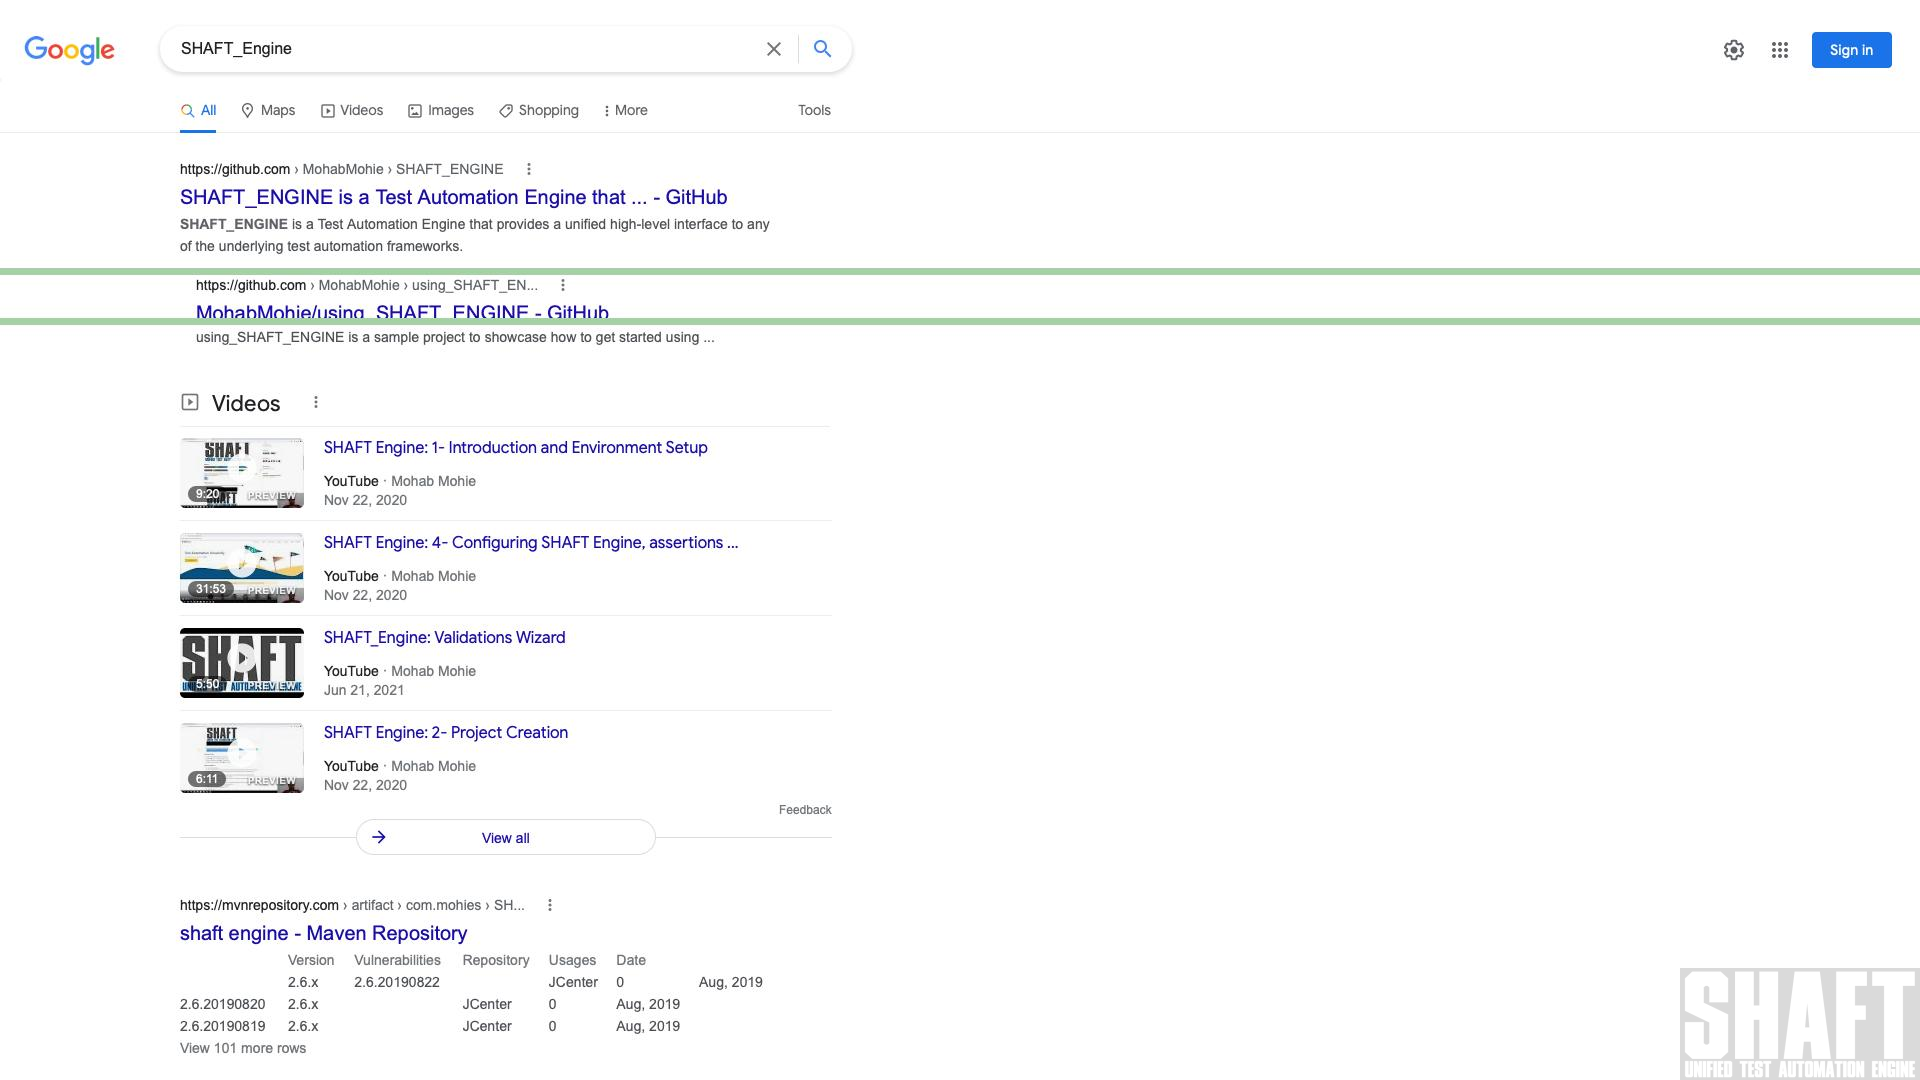 Google
SHAFT_Engine
Sign in
All Maps Videos Images Shopping More Tools
https://github.com › MohabMohie › SHAFT_ENGINE
SHAFT_ENGINE is a Test Automation Engine that ... - GitHub
SHAFT_ENGINE is a Test Automation Engine that provides a unified high-level interface to any
of the underlying test automation frameworks.
https://github.com › MohabMohie › using_SHAFT_EN...
MohabMohie/using_SHAFT_ENGINE - GitHub
using_SHAFT_ENGINE is a sample project to showcase how to get started using ...
Videos
SHAFT
9:20 PREVIEW
SHAFT Engine: 1- Introduction and Environment Setup
YouTube · Mohab Mohie
Nov 22, 2020
31:53 PREVIEW
SHAFT Engine: 4- Configuring SHAFT Engine, assertions ...
YouTube · Mohab Mohie
Nov 22, 2020
SHAFT
UNIFIED TEST AUTOMATION ENGINE
5:50 PREVIEW
SHAFT_Engine: Validations Wizard
YouTube · Mohab Mohie
Jun 21, 2021
SHAFT
6:11 PREVIEW
SHAFT Engine: 2- Project Creation
YouTube · Mohab Mohie
Nov 22, 2020
Feedback
View all
https://mvnrepository.com › artifact › com.mohies › SH...
shaft engine - Maven Repository
Version Vulnerabilities Repository Usages Date
2.6.x 2.6.20190822 JCenter 0 Aug, 2019
2.6.20190820 2.6.x JCenter 0 Aug, 2019
2.6.20190819 2.6.x JCenter 0 Aug, 2019
View 101 more rows
SHAFT
UNIFIED TEST AUTOMATION ENGINE